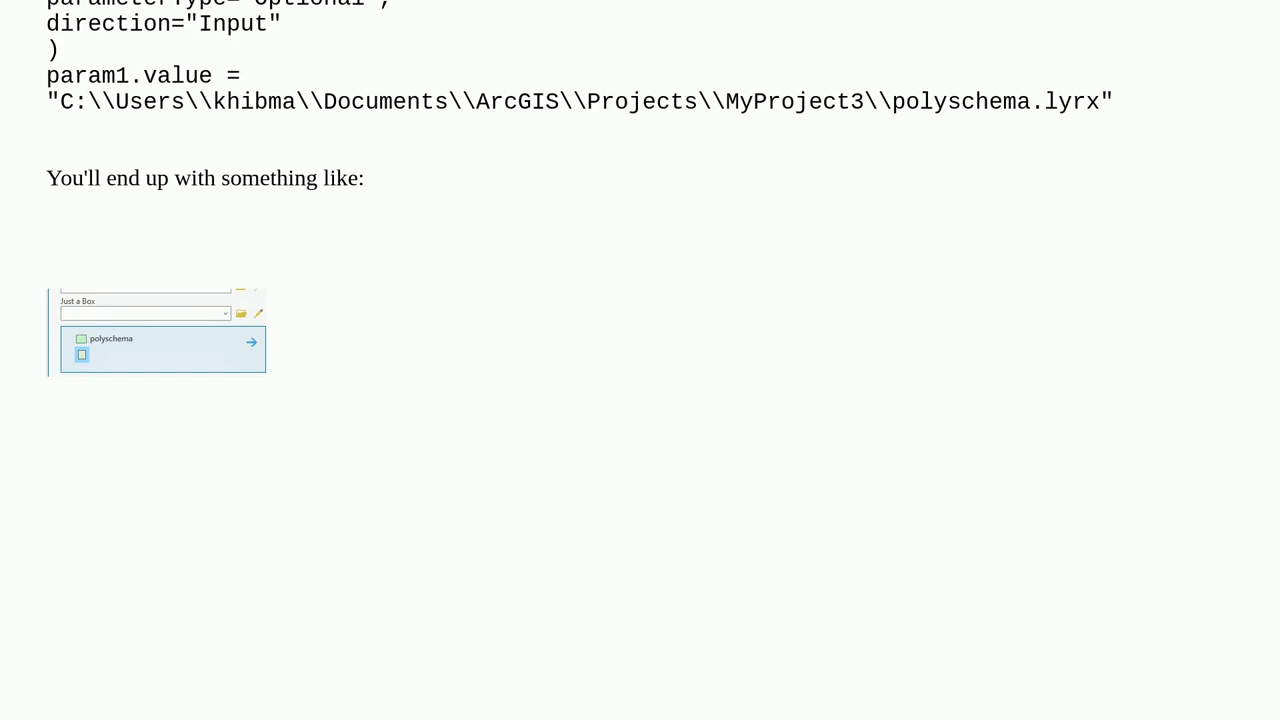 direction="Input"
)
param1.value =
"C:\\Users\\khibma\\Documents\\ArcGIS\\Projects\\MyProject3\\polyschema.lyrx"
You'll end up with something like:
Just a Box
polyschema